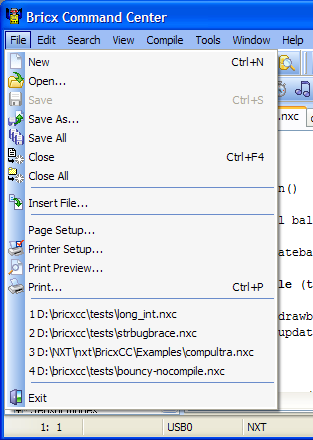 Bricx Command Center
File Edit Search View Compile Tools Window Help
New Ctrl+N
Open...
Save Ctrl+S
Save As...
Save All
Close Ctrl+F4
Close All
Insert File...
Page Setup...
Printer Setup...
Print Preview...
Print... Ctrl+P
1 D:\bricxcc\tests\long_int.nxc
2 D:\bricxcc\tests\strbugbrace.nxc
3 D:\NXT\nxt\BricxCC\Examples\compultra.nxc
4 D:\bricxcc\tests\bouncy-nocompile.nxc
Exit
.nxc
n()
l bal
ateba
le (t
drawb
updat
1: 1 USB0 NXT